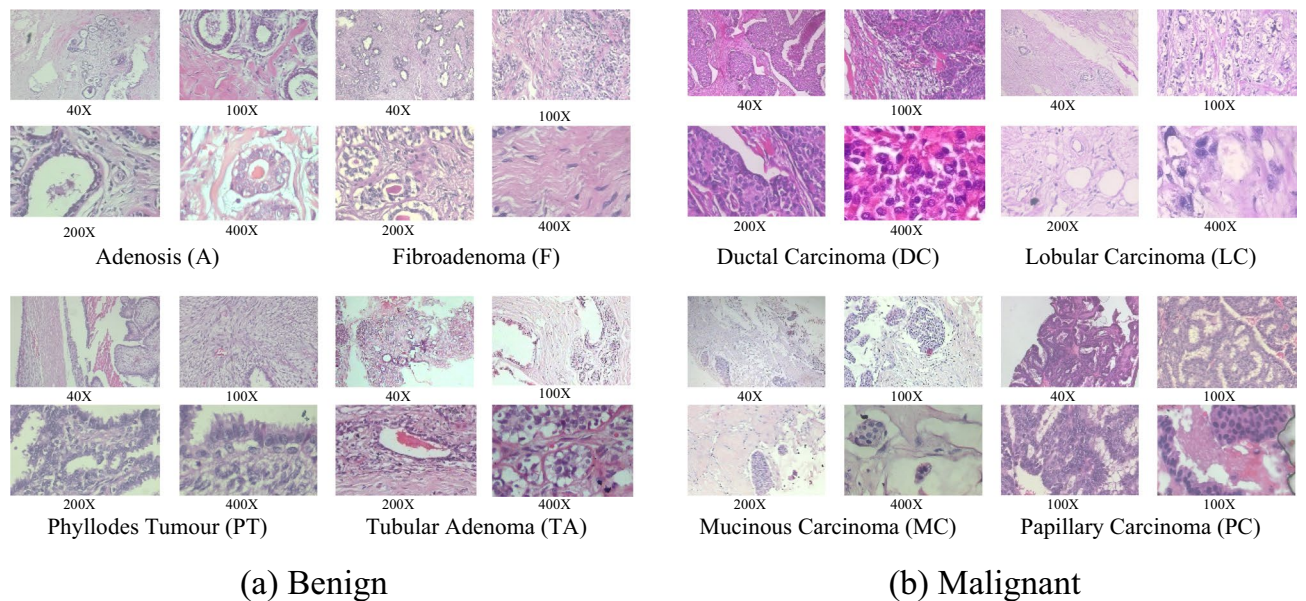 40X 100X 40X 100X 40X 100X 40X 100X
200X 400X 200X 400X 200X 400X 200X 400X
Adenosis (A) Fibroadenoma (F) Ductal Carcinoma (DC) Lobular Carcinoma (LC)
40X 100X 40X 100X 40X 100X 40X 100X
200X 400X 200X 400X 200X 400X 100X 100X
Phyllodes Tumour (PT) Tubular Adenoma (TA) Mucinous Carcinoma (MC) Papillary Carcinoma (PC)
(a) Benign (b) Malignant